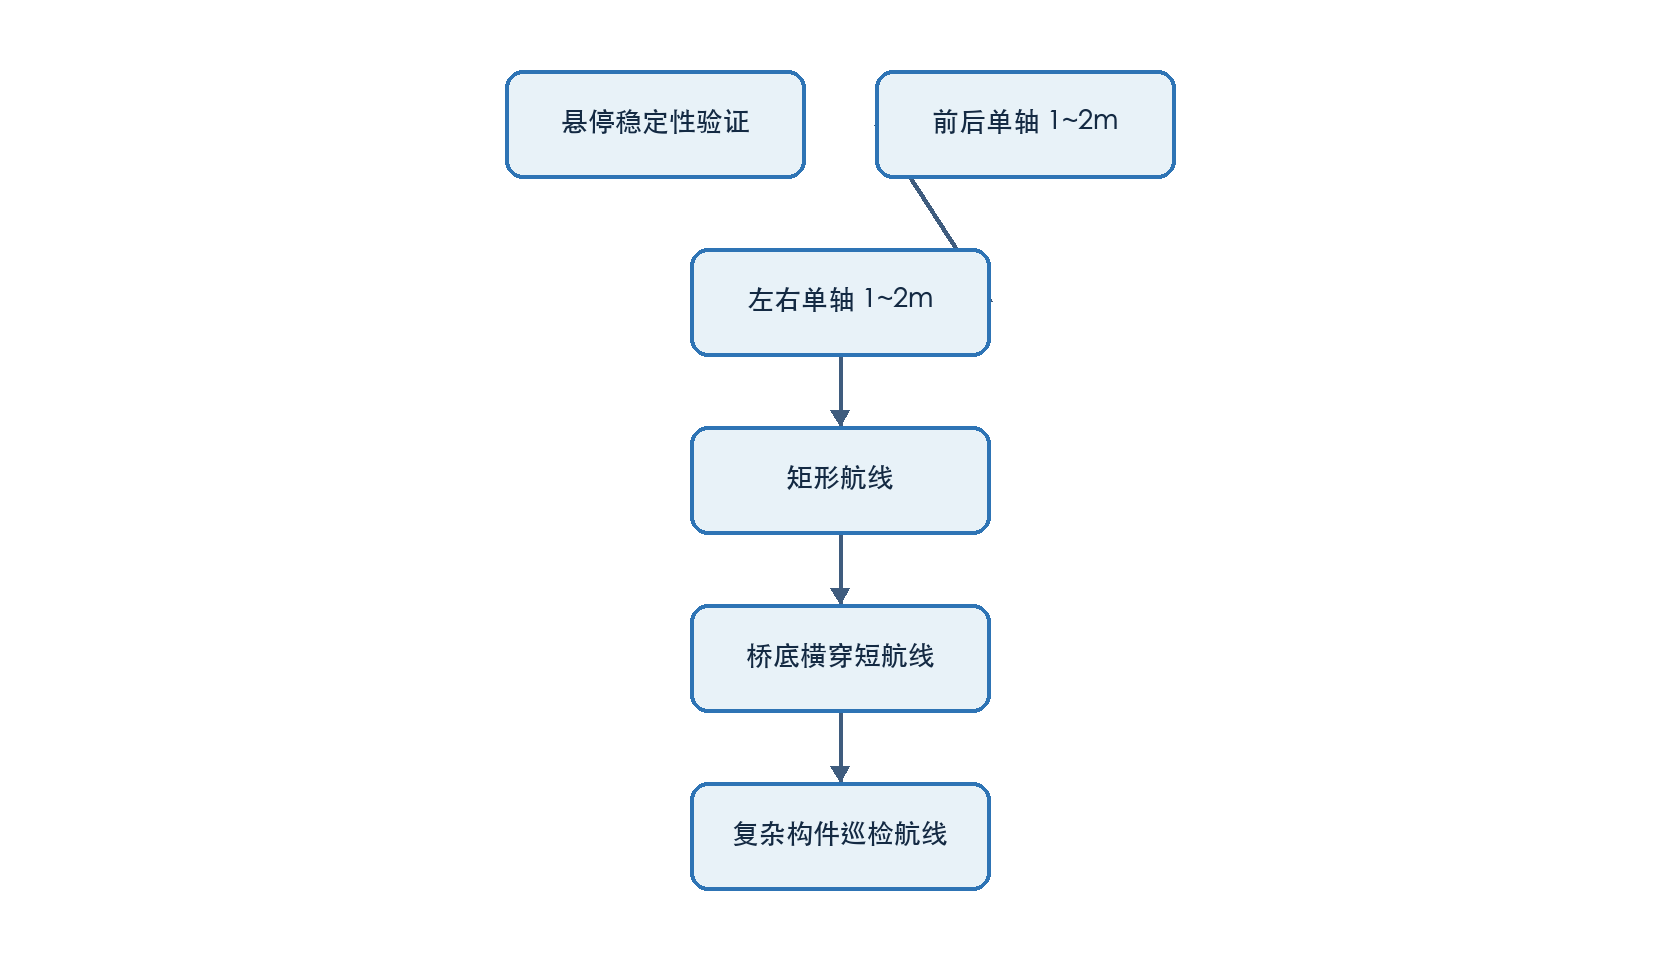 悬停稳定性验证
前后单轴 1~2m
左右单轴 1~2m
矩形航线
桥底横穿短航线
复杂构件巡检航线